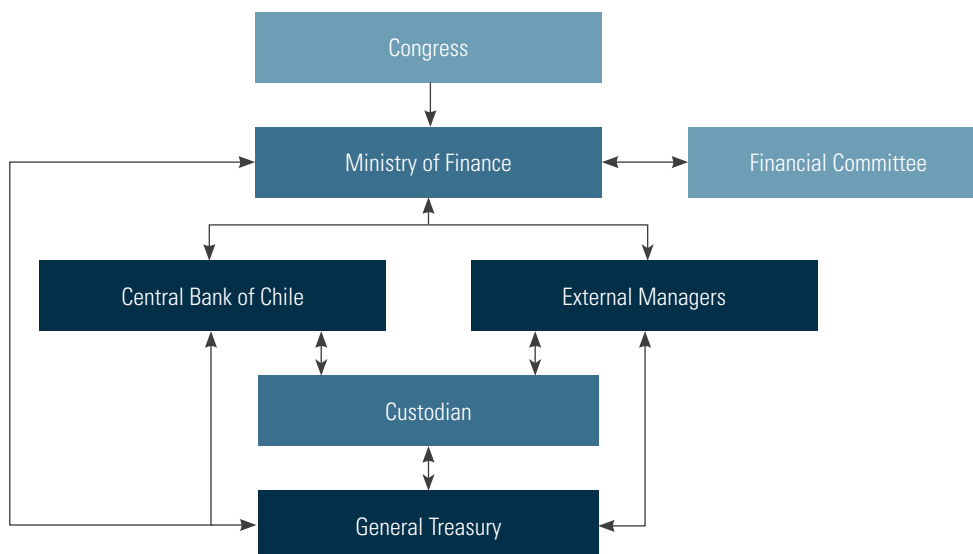 Congress
Ministry of Finance
Financial Committee
Central Bank of Chile
External Managers
Custodian
General Treasury